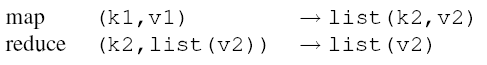 map (k1,v1) → list(k2,v2)
reduce (k2,list(v2)) → list(v2)